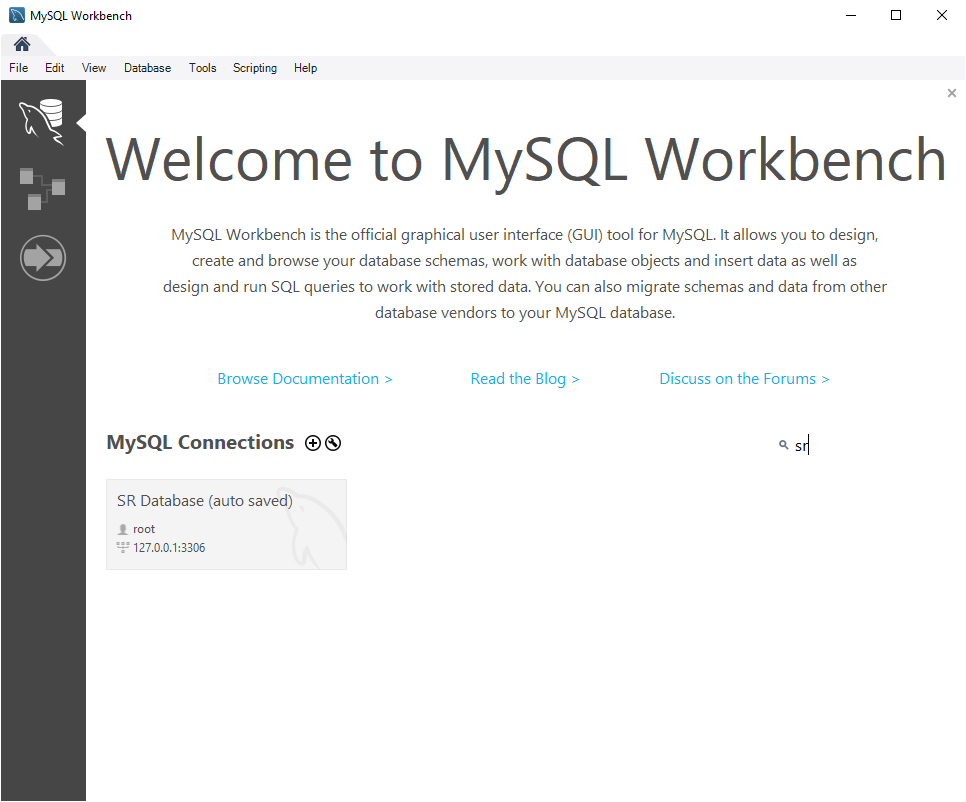 MySQL Workbench
File Edit View Database Tools Scripting Help
Welcome to MySQL Workbench
MySQL Workbench is the official graphical user interface (GUI) tool for MySQL. It allows you to design,
create and browse your database schemas, work with database objects and insert data as well as
design and run SQL queries to work with stored data. You can also migrate schemas and data from other
database vendors to your MySQL database.
Browse Documentation > Read the Blog > Discuss on the Forums >
MySQL Connections sr
SR Database (auto saved)
root
127.0.0.1:3306